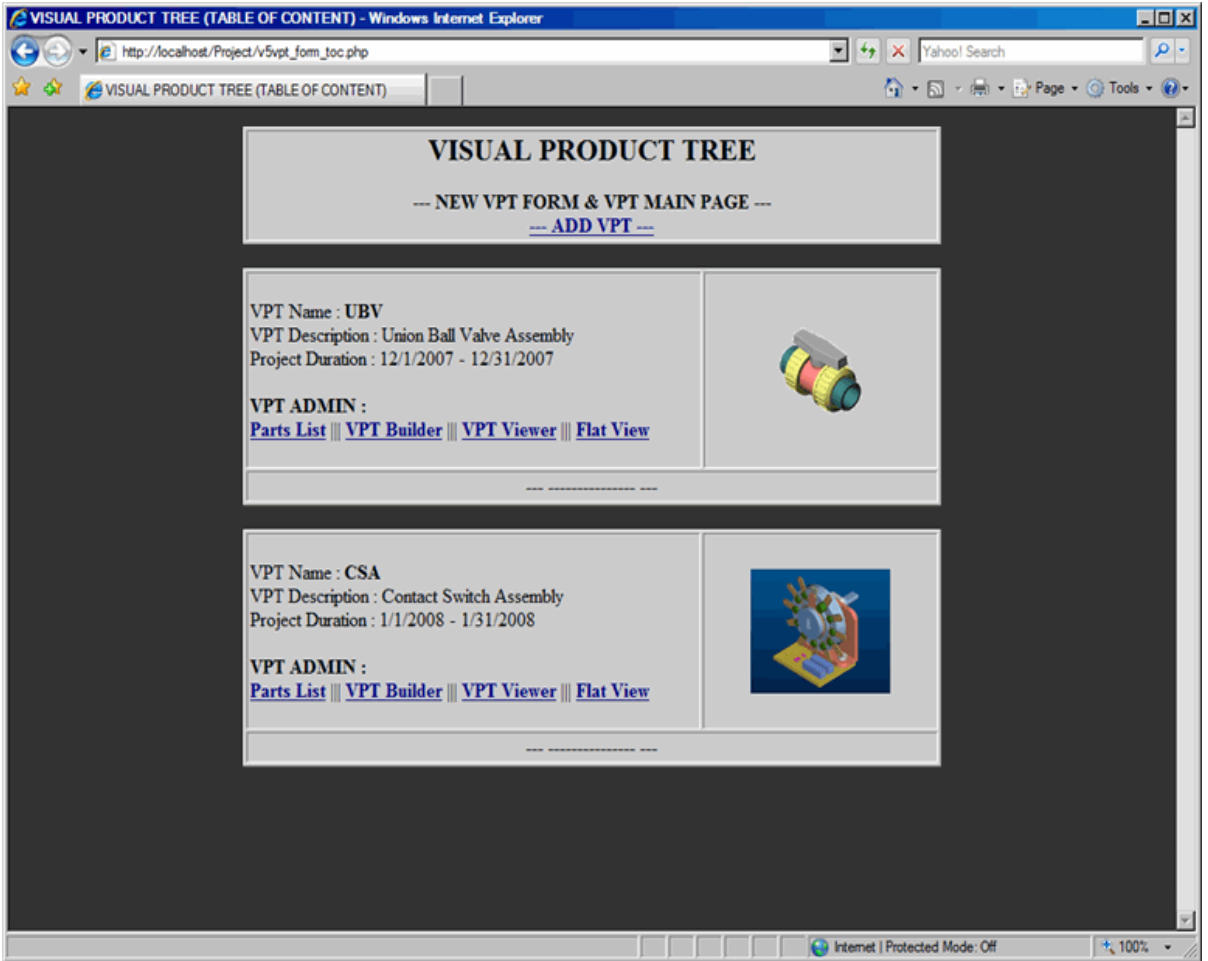 VISUAL PRODUCT TREE (TABLE OF CONTENT) - Windows Internet Explorer
http://localhost/Project/v5vpt_form_toc.php
Yahoo! Search
VISUAL PRODUCT TREE (TABLE OF CONTENT)
Page
Tools
VISUAL PRODUCT TREE
--- NEW VPT FORM & VPT MAIN PAGE ---
--- ADD VPT ---
VPT Name : UBV
VPT Description : Union Ball Valve Assembly
Project Duration : 12/1/2007 - 12/31/2007
VPT ADMIN :
Parts List ||| VPT Builder ||| VPT Viewer ||| Flat View
--- --------------- ---
VPT Name : CSA
VPT Description : Contact Switch Assembly
Project Duration : 1/1/2008 - 1/31/2008
VPT ADMIN :
Parts List ||| VPT Builder ||| VPT Viewer ||| Flat View
--- --------------- ---
Internet | Protected Mode: Off
100%